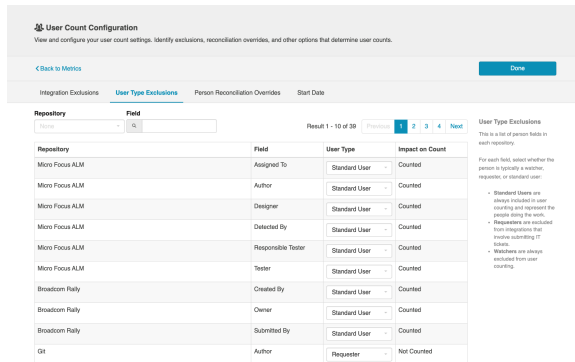 User Count Configuration
View and configure your user count settings. Identify exclusions, reconciliation overrides, and other options that determine user counts.
Back to Metrics
Done
Integration Exclusions User Type Exclusions Person Reconciliation Overrides Start Date
Repository Field
None
Result 1 - 10 of 39 Previous 1 2 3 4 Next
Repository Field User Type Impact on Count
Micro Focus ALM Assigned To Standard User Counted
Micro Focus ALM Author Standard User Counted
Micro Focus ALM Designer Standard User Counted
Micro Focus ALM Detected By Standard User Counted
Micro Focus ALM Responsible Tester Standard User Counted
Micro Focus ALM Tester Standard User Counted
Broadcom Rally Created By Standard User Counted
Broadcom Rally Owner Standard User Counted
Broadcom Rally Submitted By Standard User Counted
Git Author Requester Not Counted
User Type Exclusions
This is a list of person fields in
each repository.
For each field, select whether the
person is typically a watcher,
requester, or standard user:
• Standard Users are
always included in user
counting and represent the
people doing the work.
• Requesters are excluded
from integrations that
involve submitting IT
tickets.
• Watchers are always
excluded from user
counting.